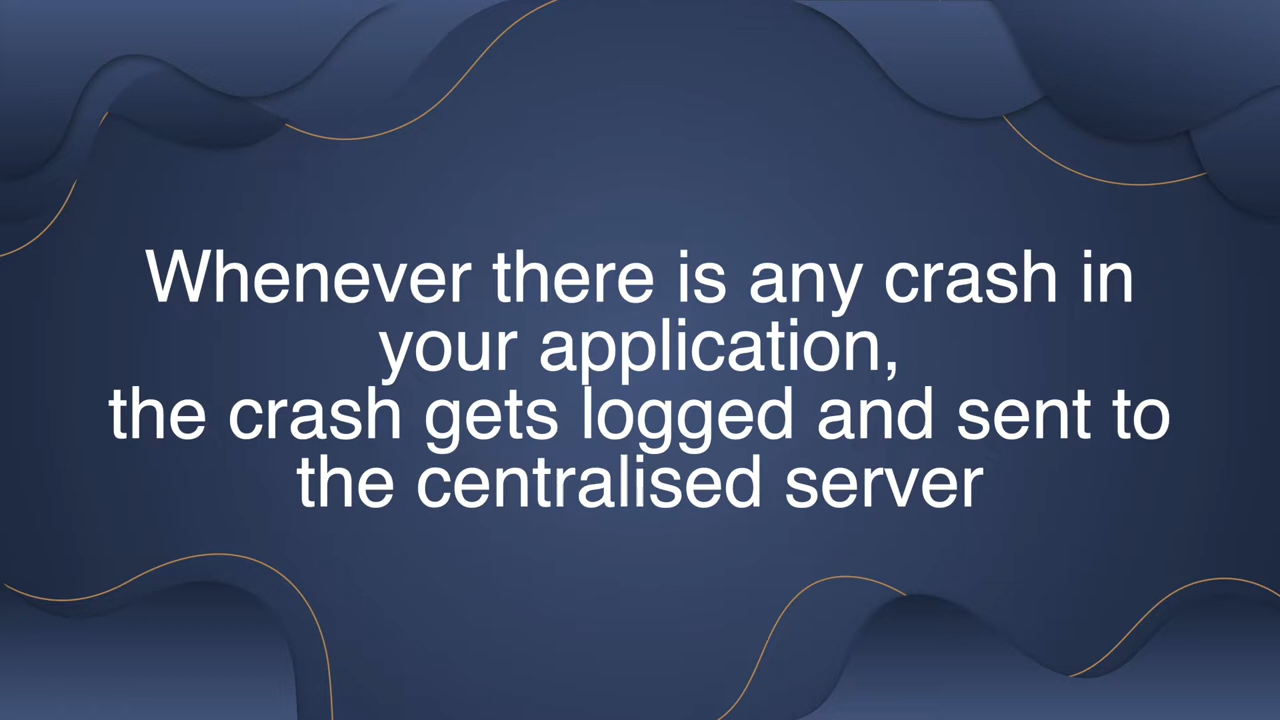 Whenever there is any crash in
your application,
the crash gets logged and sent to
the centralised server